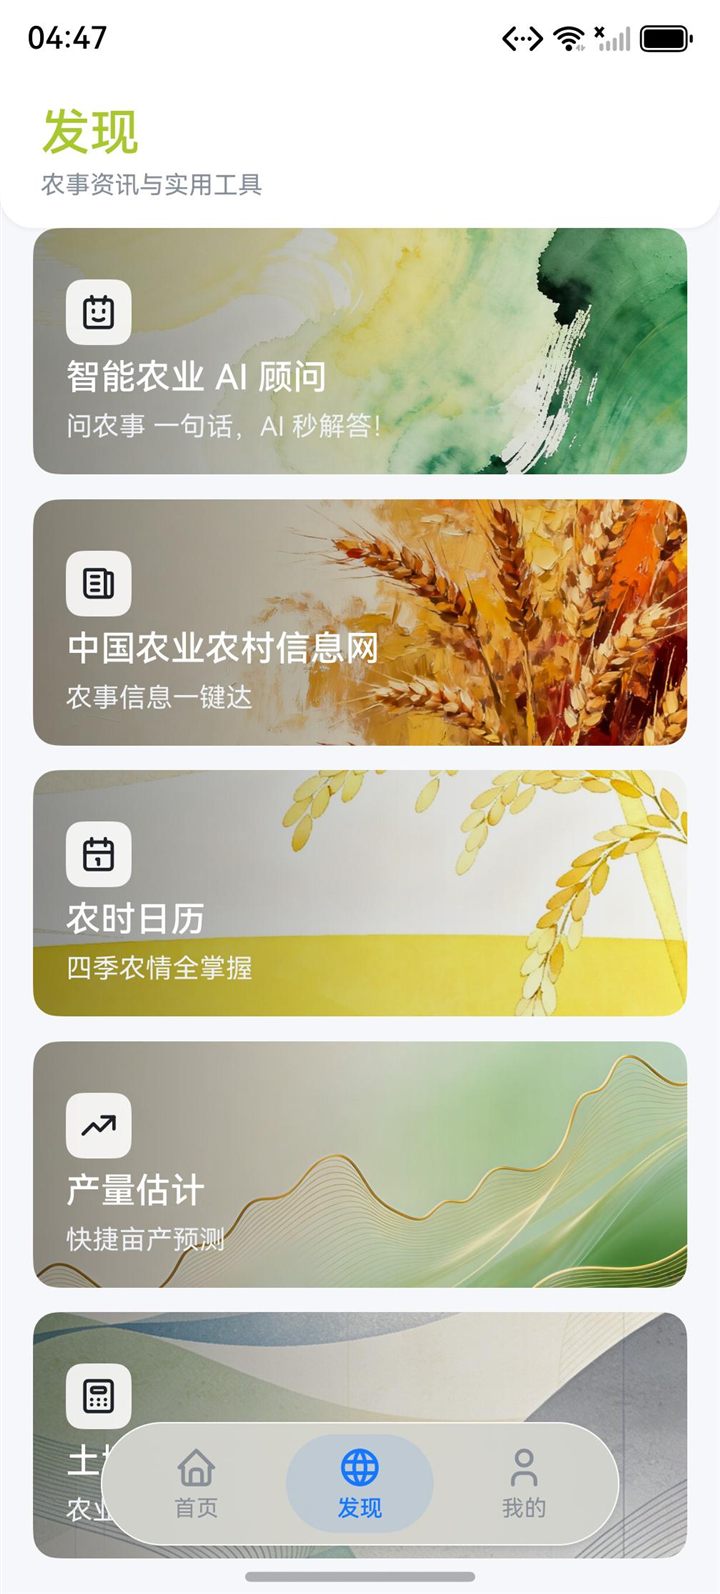 04:47
发现
农事资讯与实用工具
智能农业 AI 顾问
问农事 一句话，AI 秒解答！
中国农业农村信息网
农事信息一键达
农时日历
四季农情全掌握
产量估计
快捷亩产预测
土
农业
首页
发现
我的